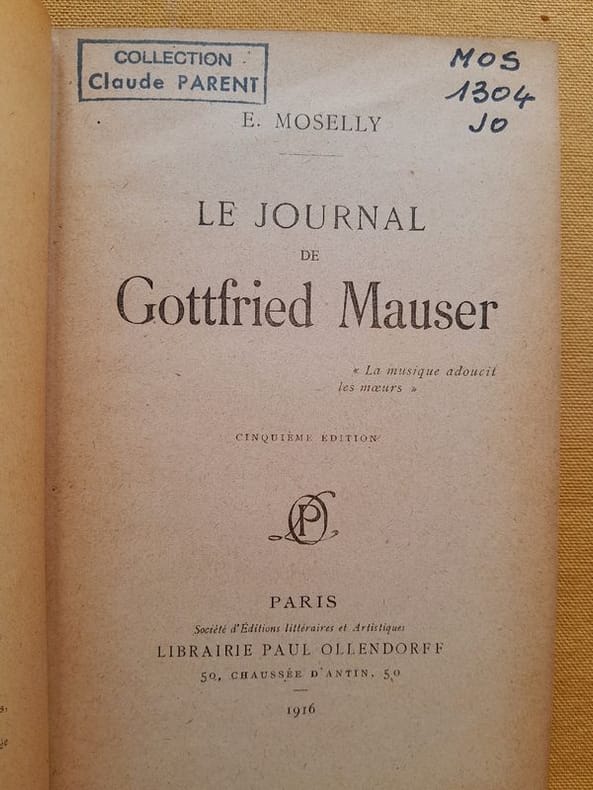 COLLECTION
Claude PARENT
MOS
1304
JO
E. MOSELLY
LE JOURNAL
DE
Gottfried Mauser
« La musique adoucit
les mœurs »
CINQUIÈME EDITION
PARIS
Société d'Éditions littéraires et Artistiques
LIBRAIRIE PAUL OLLENDORFF
50, CHAUSSÉE D'ANTIN, 50
1916